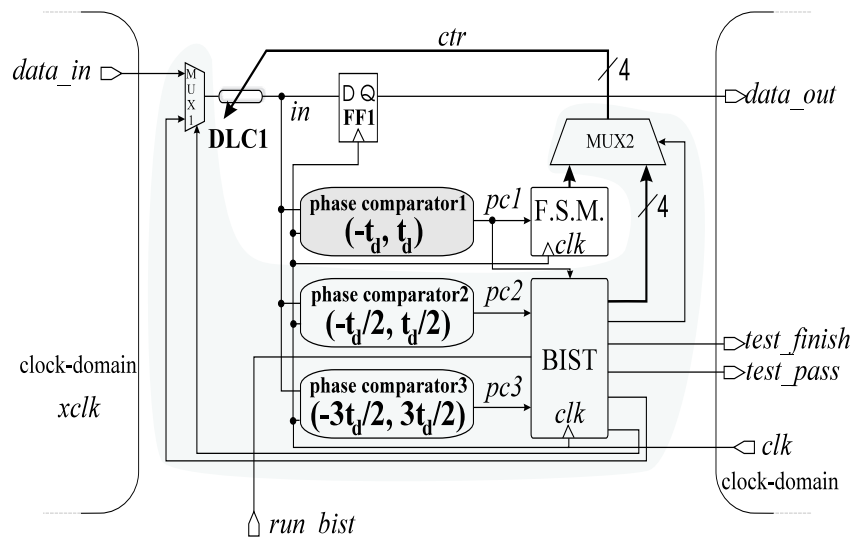 ctr
4
data_in
MUX1
in
D Q
FF1
data_out
DLC1
MUX2
phase comparator1
(-td, td)
pc1
F.S.M.
clk
4
phase comparator2
(-td/2, td/2)
pc2
BIST
test_finish
clock-domain
xclk
phase comparator3
(-3td/2, 3td/2)
pc3
test_pass
clk
clk
clock-domain
run_bist